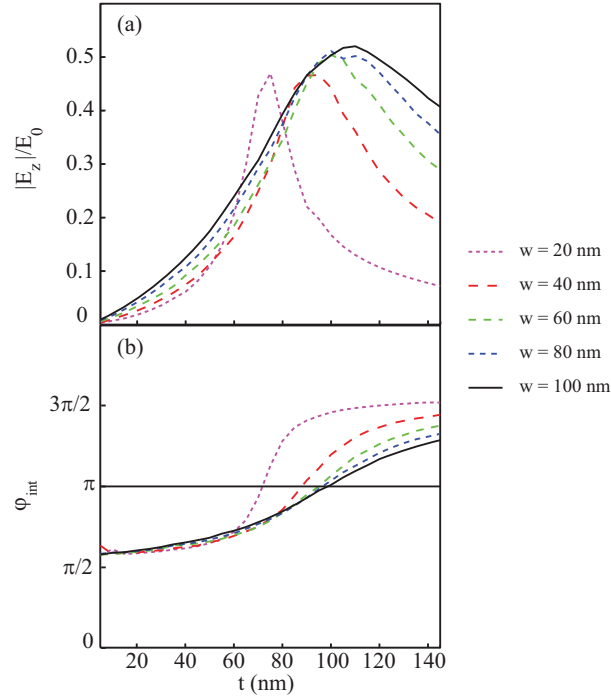 (a)
|E_z|/E_0
0.5
0.4
0.3
0.2
0.1
0
w = 20 nm
w = 40 nm
w = 60 nm
w = 80 nm
w = 100 nm
(b)
φ_int
3π/2
π
π/2
0
0 20 40 60 80 100 120 140
t (nm)